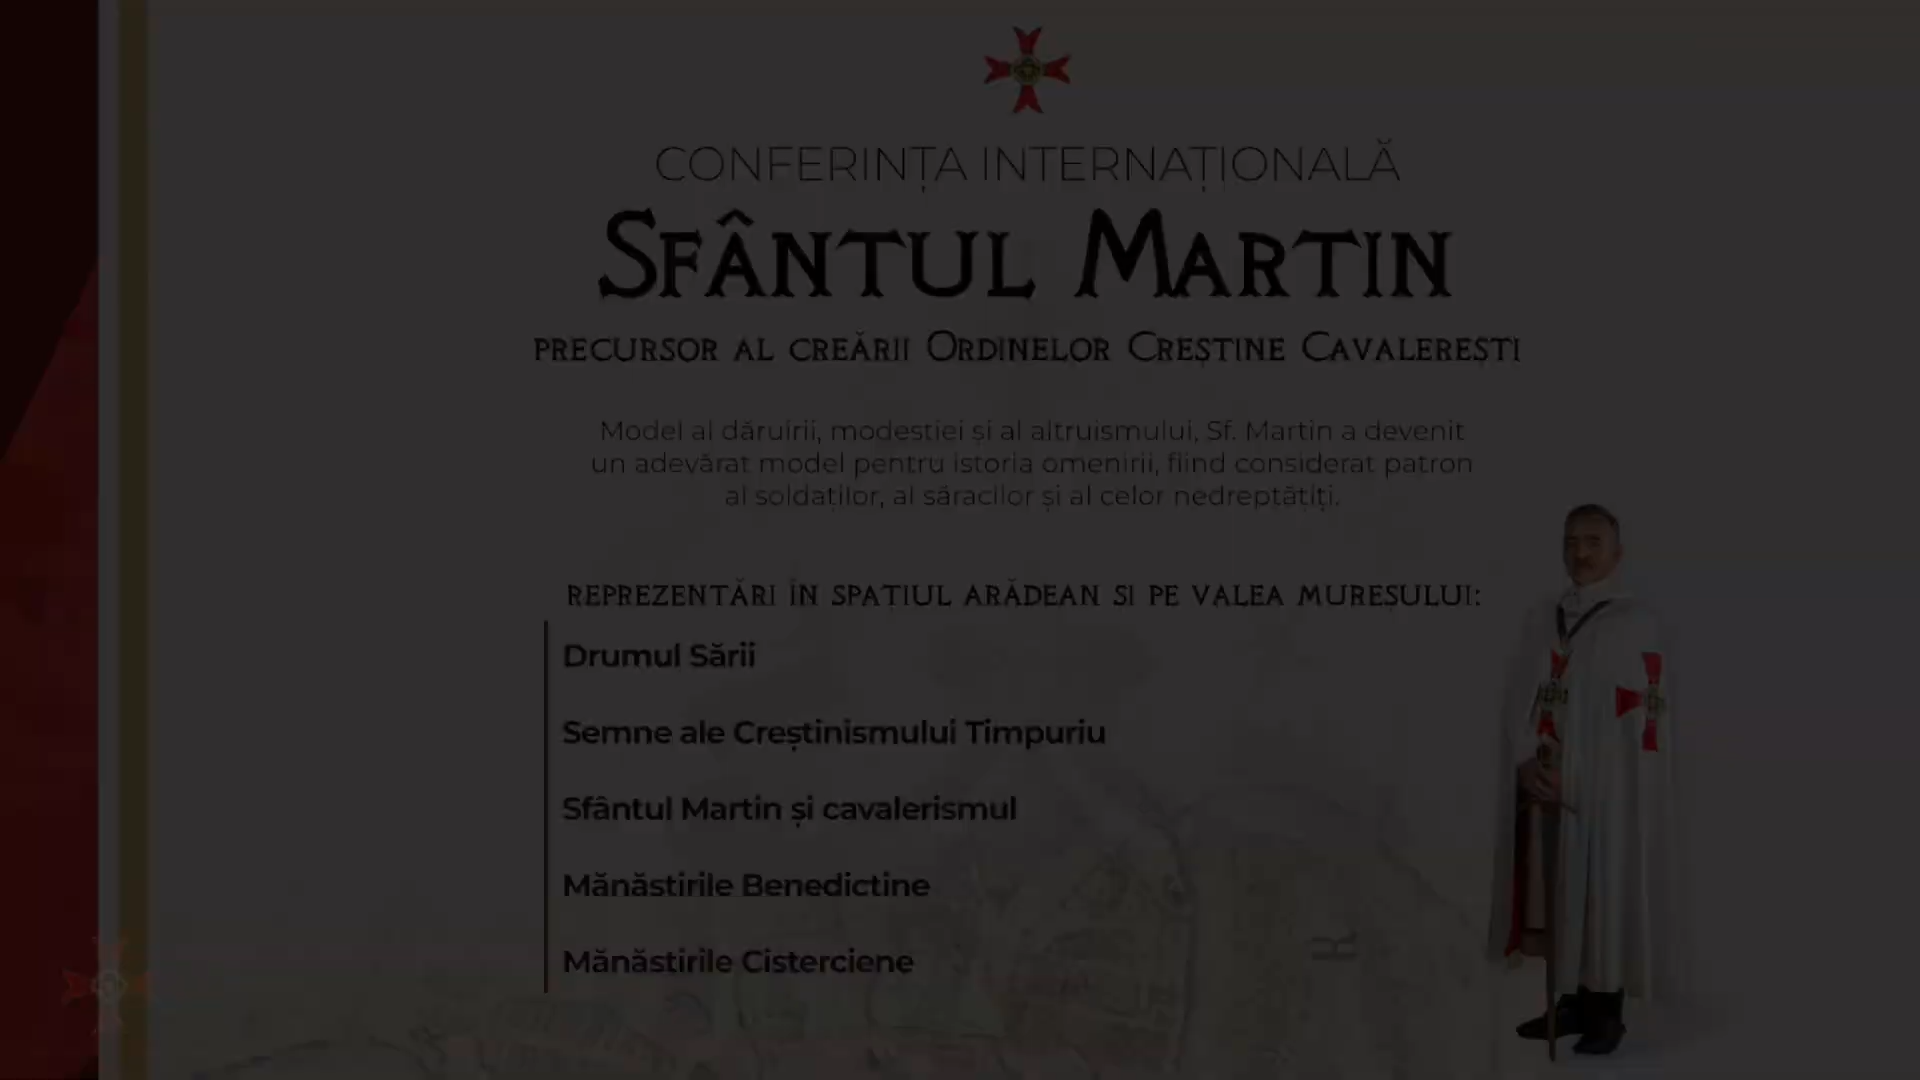 CONFERINȚA INTERNAȚIONALĂ
SFÂNTUL MARTIN
PRECURSOR AL CREĂRII ORDINELOR CREȘTINE CAVALEREȘTI
Model al dăruirii, modestiei și al altruismului, Sf. Martin a devenit
un adevărat model pentru istoria omenirii, fiind considerat patron
al soldaților, al săracilor și al celor nedreptățiți.
REPREZENTĂRI ÎN SPAȚIUL ARĂDEAN SI PE VALEA MUREȘULUI:
Drumul Sării
Semne ale Creștinismului Timpuriu
Sfântul Martin și cavalerismul
Mănăstirile Benedictine
Mănăstirile Cisterciene